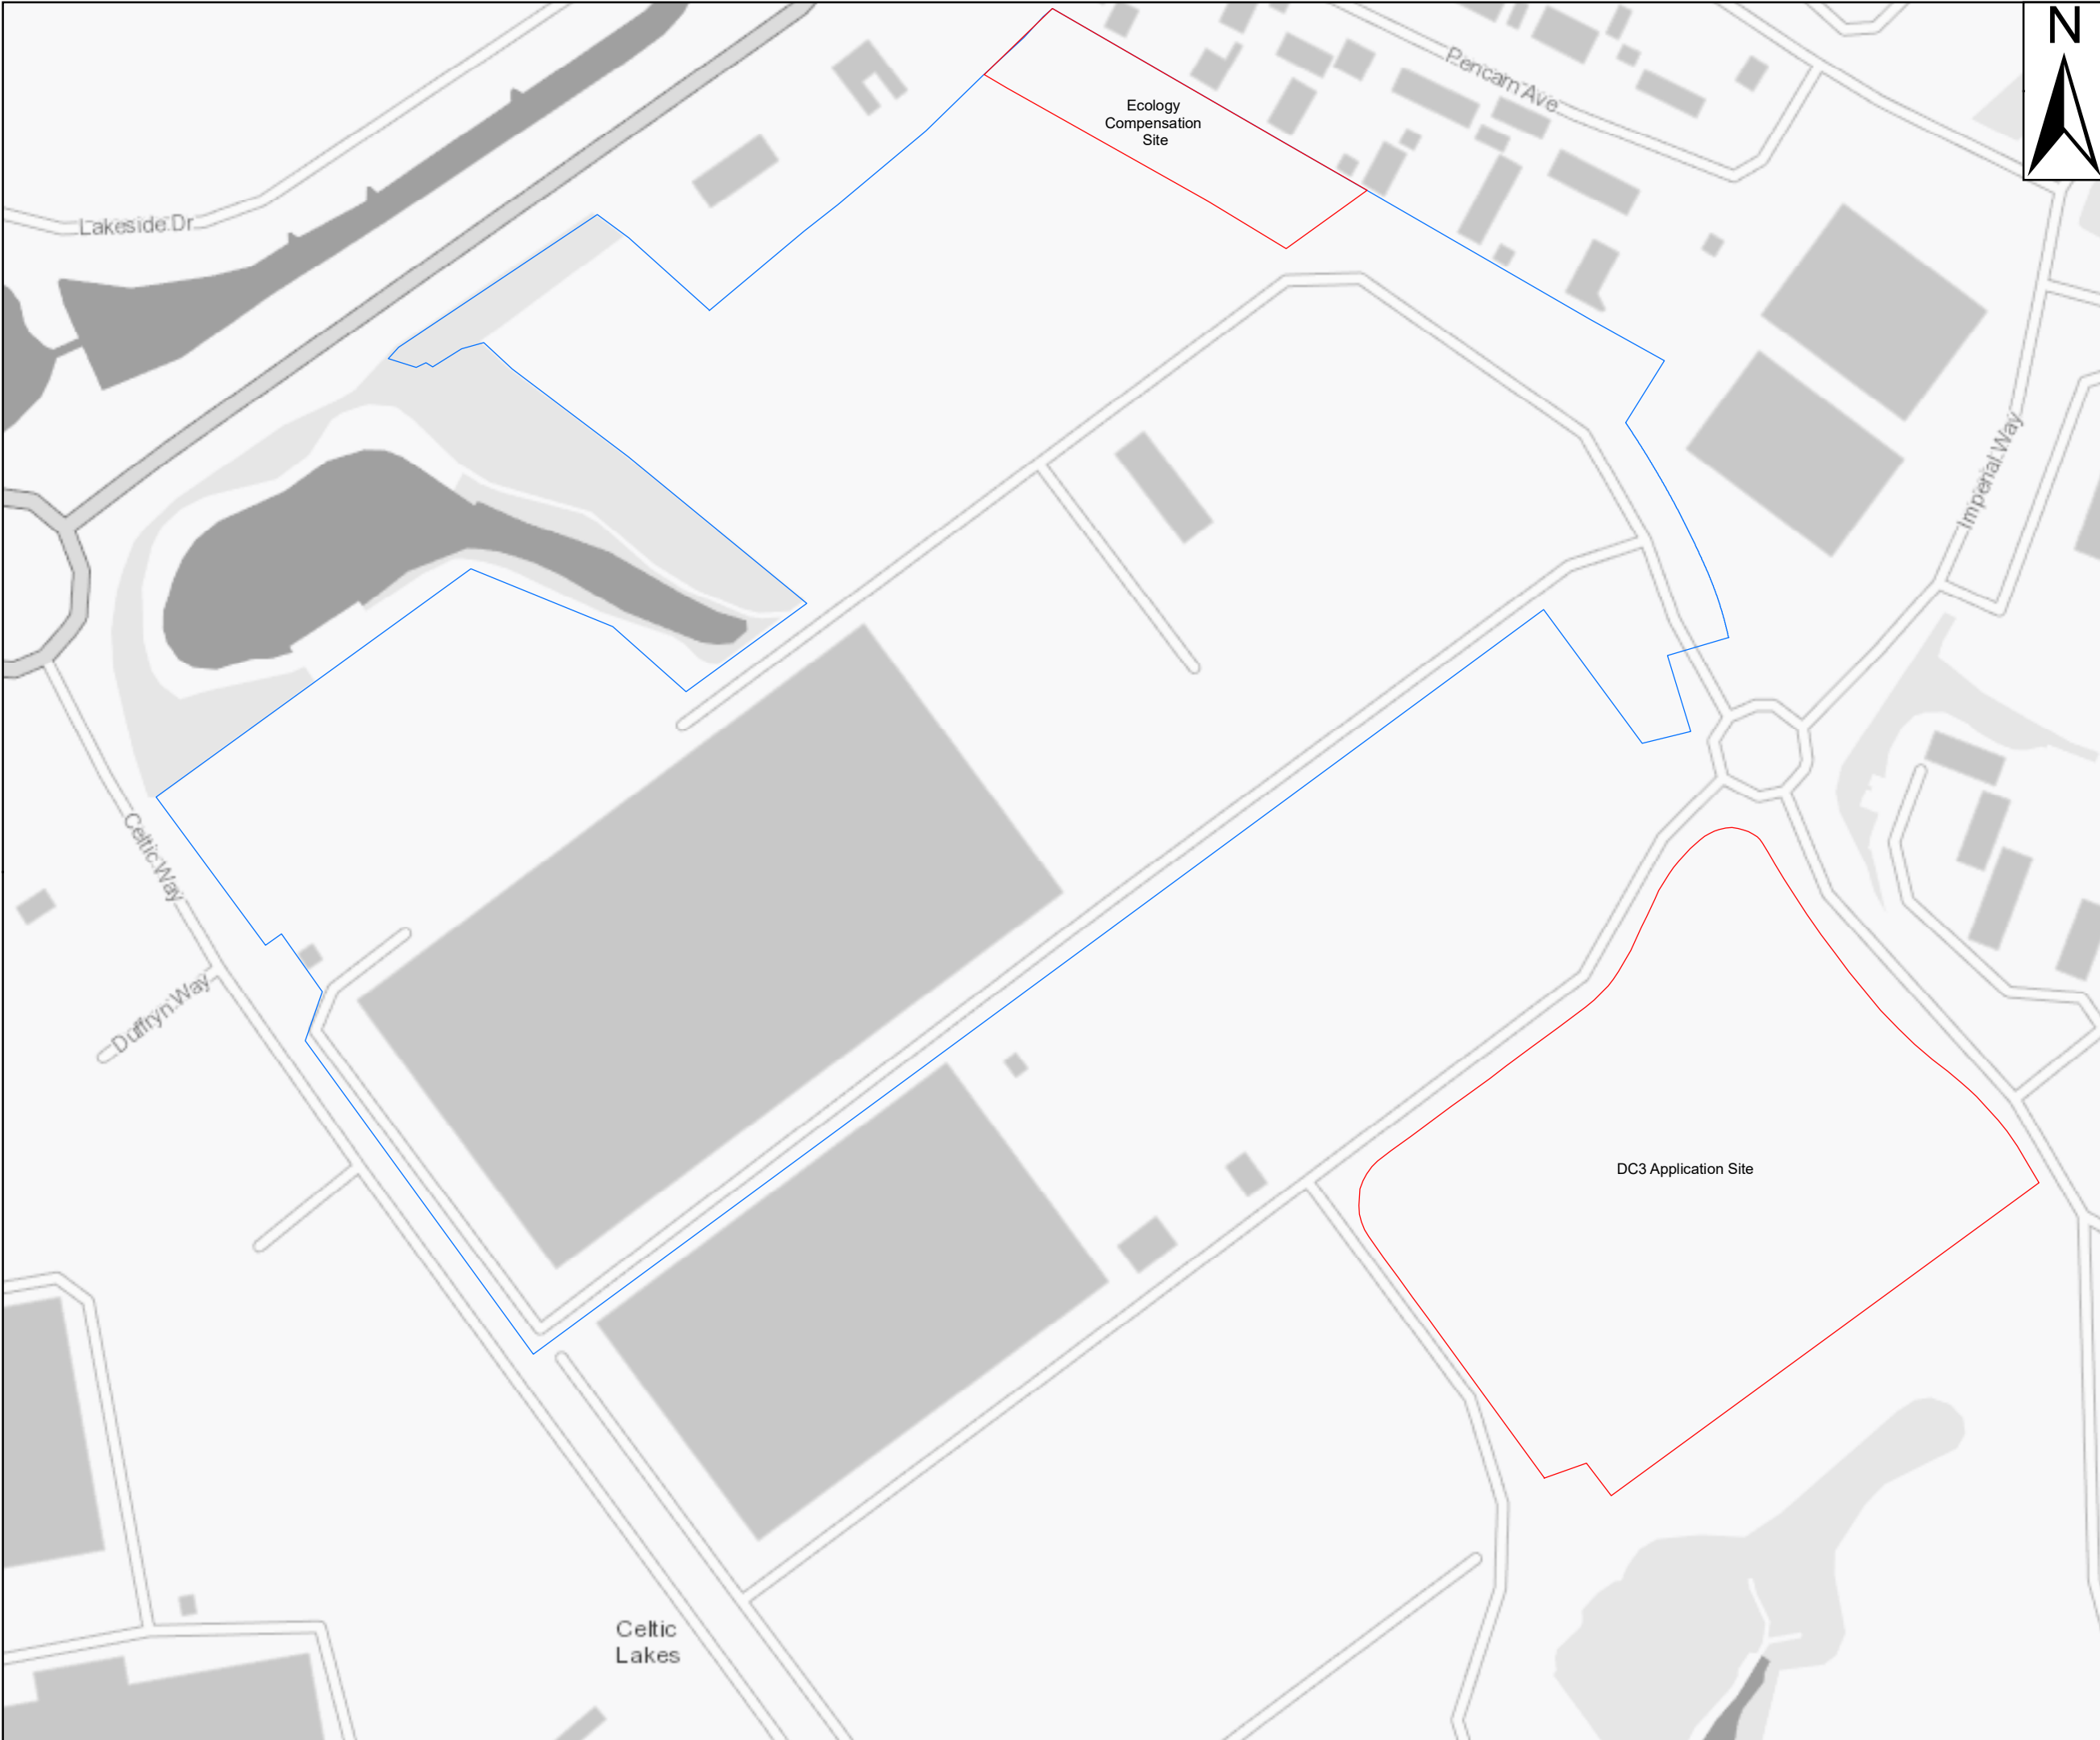 N
Pencarn Ave
Ecology
Compensation
Site
Lakeside Dr
Imperial Way
Celtic Way
Duffryn Way
DC3 Application Site
Celtic
Lakes